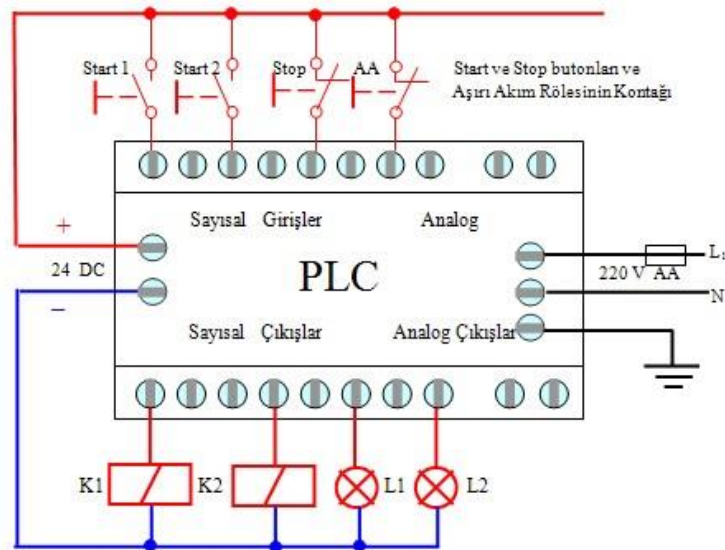 Start 1
Start 2
Stop
AA
Start ve Stop butonları ve
Aşırı Akım Rölesinin Kontağı
Sayısal Girişler
Analog
+
24 DC
–
PLC
L₁
220 V AA
N
Sayısal Çıkışlar
Analog Çıkışlar
K1
K2
L1
L2